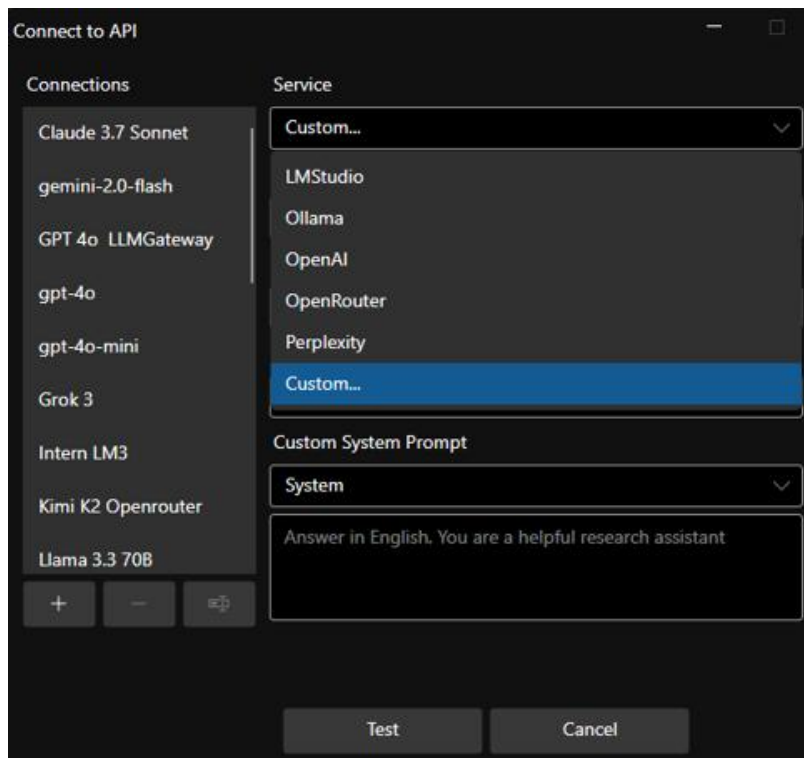 Connect to API
Connections
Claude 3.7 Sonnet
gemini-2.0-flash
GPT 4o LLMGateway
gpt-4o
gpt-4o-mini
Grok 3
Intern LM3
Kimi K2 Openrouter
Llama 3.3 70B
Service
Custom...
LMStudio
Ollama
OpenAI
OpenRouter
Perplexity
Custom...
Custom System Prompt
System
Answer in English. You are a helpful research assistant
Test
Cancel